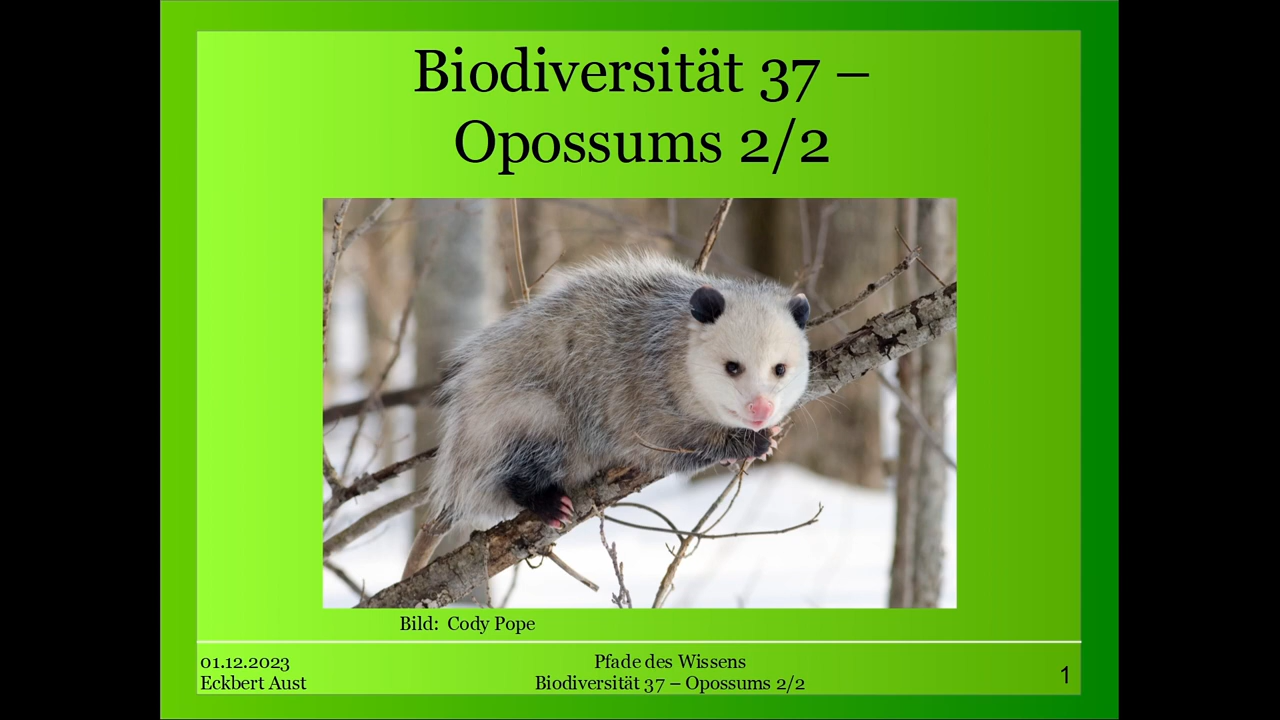 Biodiversität 37 –
Opossums 2/2
Bild: Cody Pope
01.12.2023
Eckbert Aust
Pfade des Wissens
Biodiversität 37 – Opossums 2/2
1